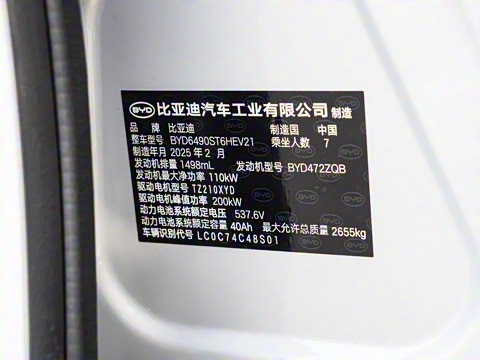 BYD 比亚迪汽车工业有限公司 制造
品 牌 比亚迪 制造国 中国
整车型号 BYD6490ST6HEV21 乘坐人数 7
制造年月 2025 年 2 月
发动机排量 1498mL 发动机型号 BYD472ZQB
发动机最大净功率 110kW
驱动电机型号 TZ210XYD
驱动电机峰值功率 200kW
动力电池系统额定电压 537.6V
动力电池系统额定容量 40Ah 最大允许总质量 2655kg
车辆识别代号 LC0C74C48S01